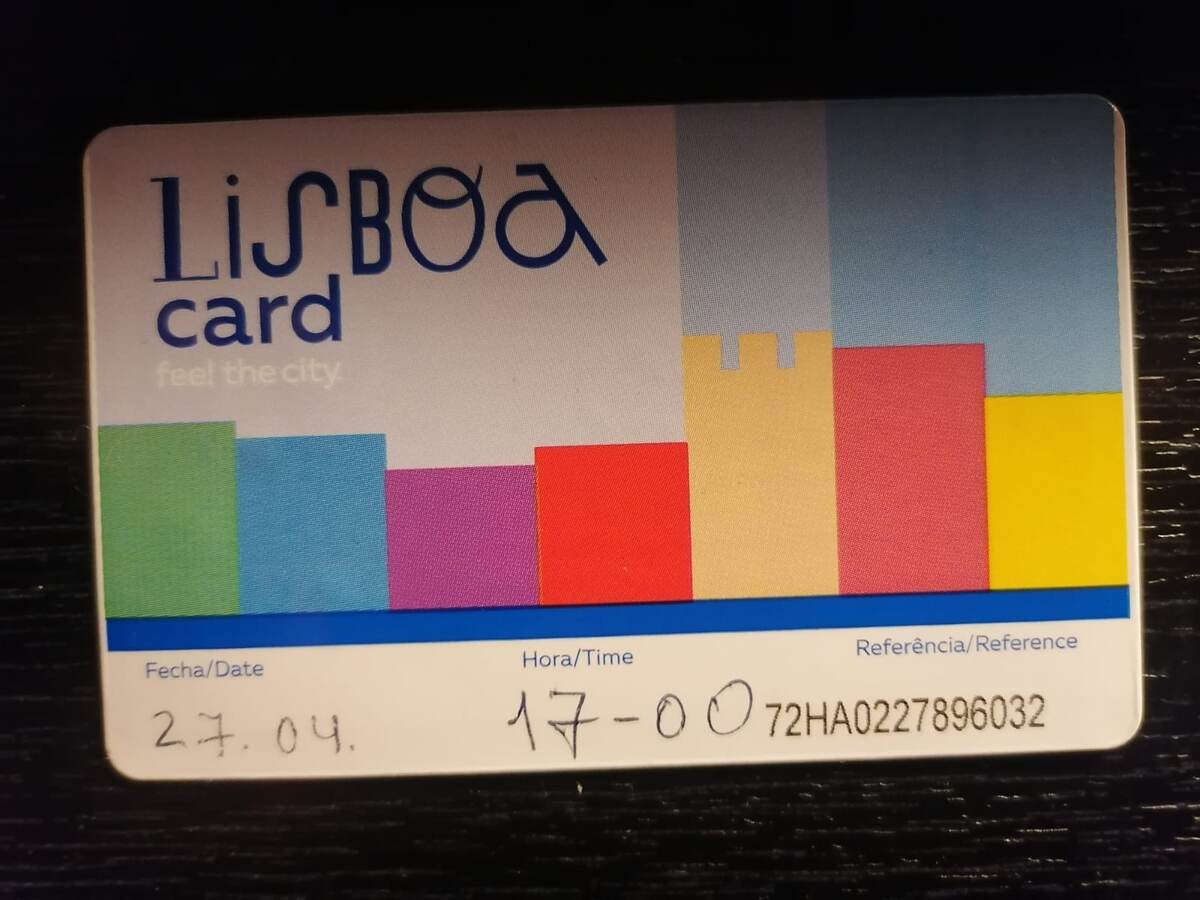 LiSBOA
card
feel the city.
Fecha/Date Hora/Time Referência/Reference
27.04. 17-00 72HA0227896032